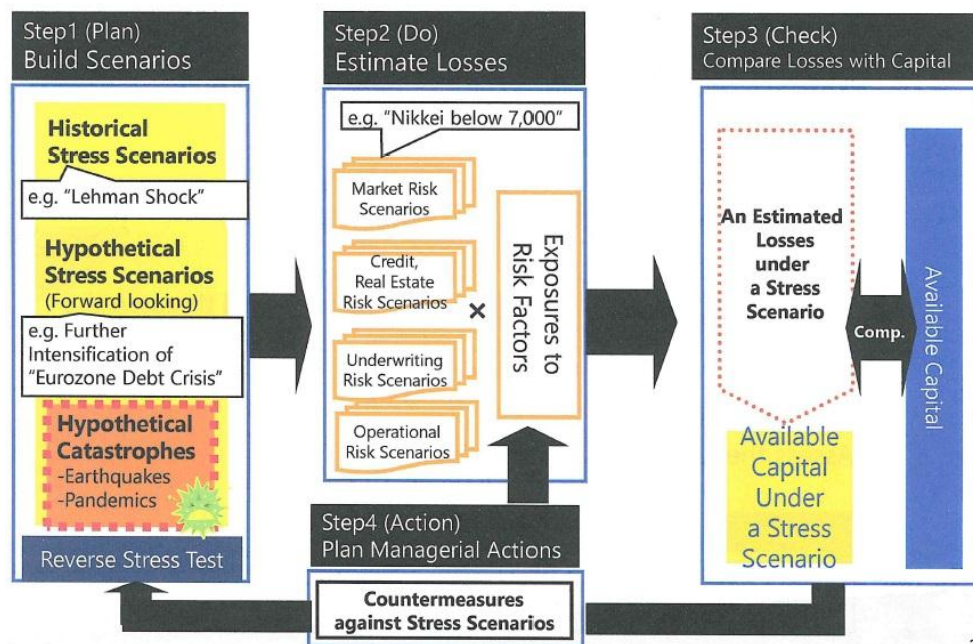 Step1 (Plan)
Build Scenarios
Historical
Stress Scenarios
e.g. “Lehman Shock”
Hypothetical
Stress Scenarios
(Forward looking)
e.g. Further
Intensification of
“Eurozone Debt Crisis”
Hypothetical
Catastrophes
-Earthquakes
-Pandemics
Reverse Stress Test
Step2 (Do)
Estimate Losses
e.g. “Nikkei below 7,000”
Market Risk
Scenarios
Credit,
Real Estate
Risk Scenarios
Underwriting
Risk Scenarios
Operational
Risk Scenarios
×
Exposures to
Risk Factors
Step3 (Check)
Compare Losses with Capital
An Estimated
Losses
under
a Stress
Scenario
Comp.
Available Capital
Available
Capital
Under
a Stress
Scenario
Step4 (Action)
Plan Managerial Actions
Countermeasures
against Stress Scenarios